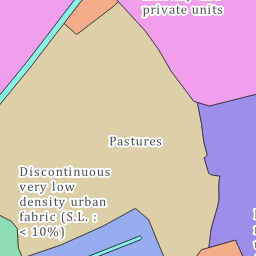 private units
Pastures
Discontinuous
very low
density urban
fabric (S.L. :
< 10%)